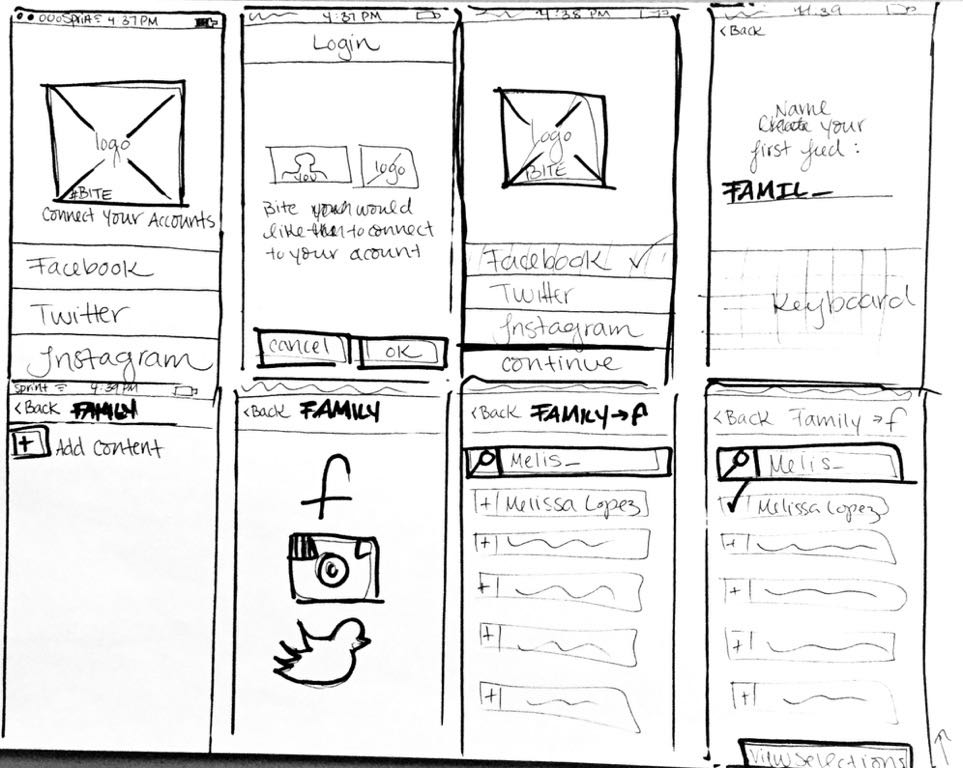 Sprint 4:37 PM
logo
#BITE
Connect Your Accounts
Facebook
Twitter
Instagram
4:37 PM
Login
logo
Bite would
like to connect
to your acount
cancel
OK
4:38 PM
logo
BITE
Facebook ✓
Twitter
Instagram
continue
4:39
<Back
Name
Create your
first feed:
FAMIL_
Keyboard
Sprint 4:39 PM
<Back FAMILY
+ Add content
<Back FAMILY
f
<Back FAMILY→f
Melis_
+ Melissa Lopez
+
+
+
+
<Back Family→f
Melis_
✓ Melissa Lopez
+
+
+
+
View Selections